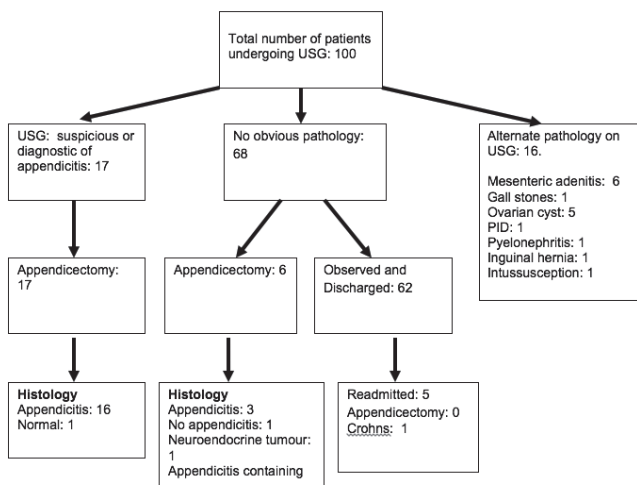 Total number of patients
undergoing USG: 100
USG: suspicious or
diagnostic of
appendicitis: 17
No obvious pathology:
68
Alternate pathology on
USG: 16.
Mesenteric adenitis: 6
Gall stones: 1
Ovarian cyst: 5
PID: 1
Pyelonephritis: 1
Inguinal hernia: 1
Intussusception: 1
Appendicectomy:
17
Appendicectomy: 6
Observed and
Discharged: 62
Histology
Appendicitis: 16
Normal: 1
Histology
Appendicitis: 3
No appendicitis: 1
Neuroendocrine tumour:
1
Appendicitis containing
Readmitted: 5
Appendicectomy: 0
Crohns: 1